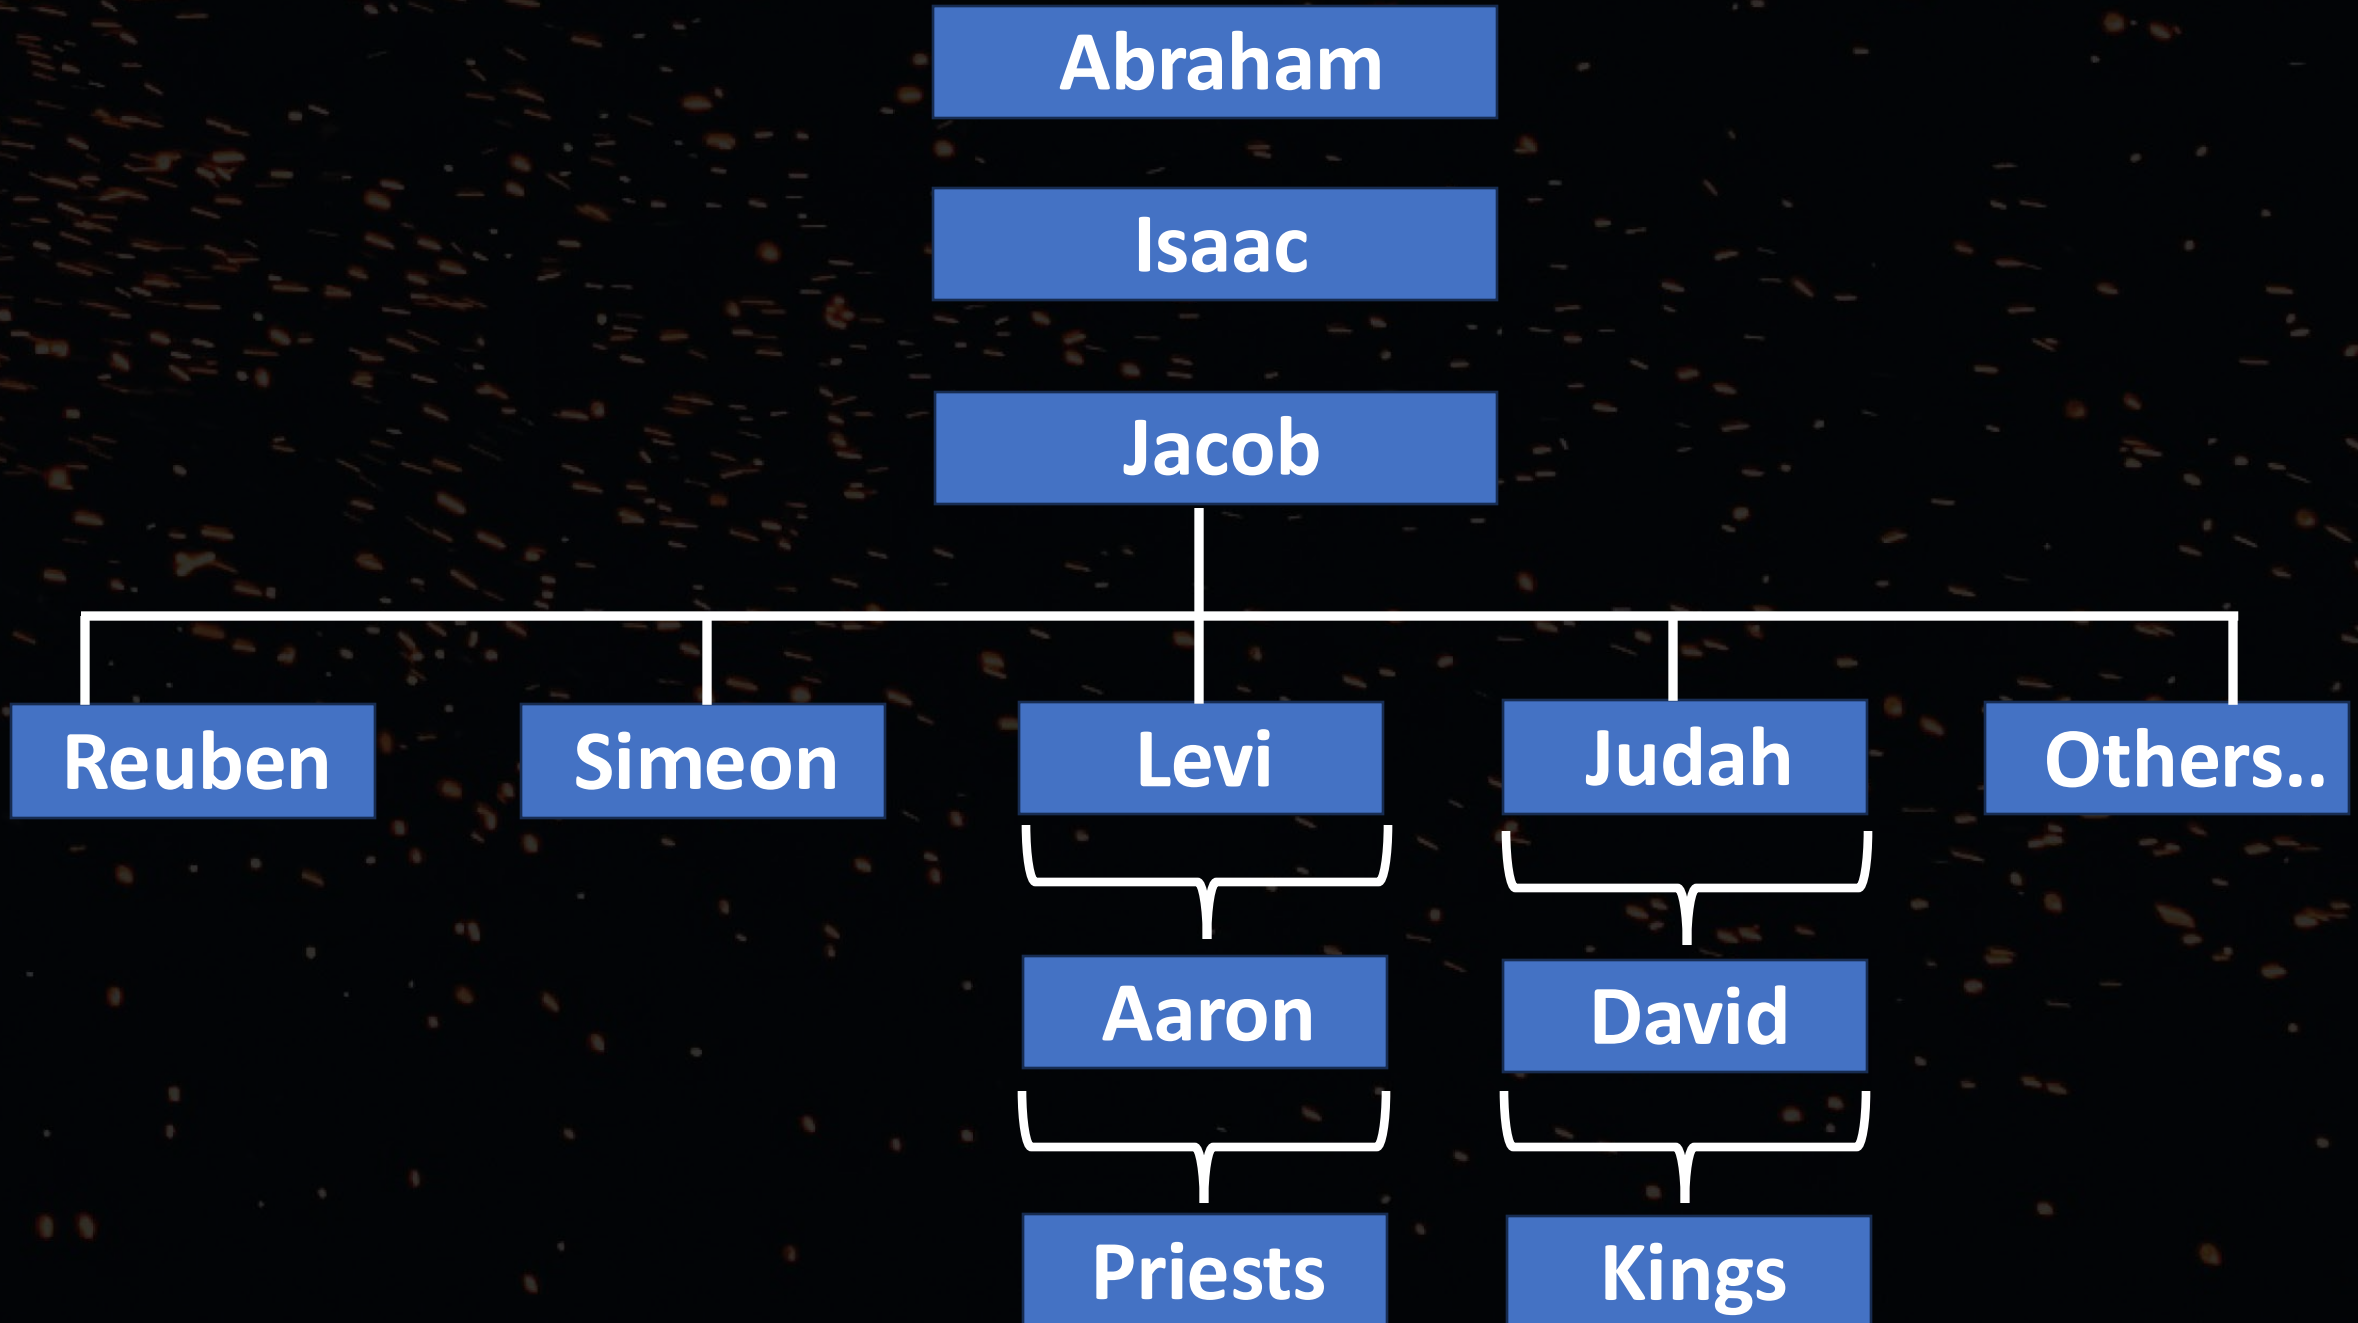 Abraham
Isaac
Jacob
Reuben
Simeon
Levi
Judah
Others..
Aaron
David
Priests
Kings